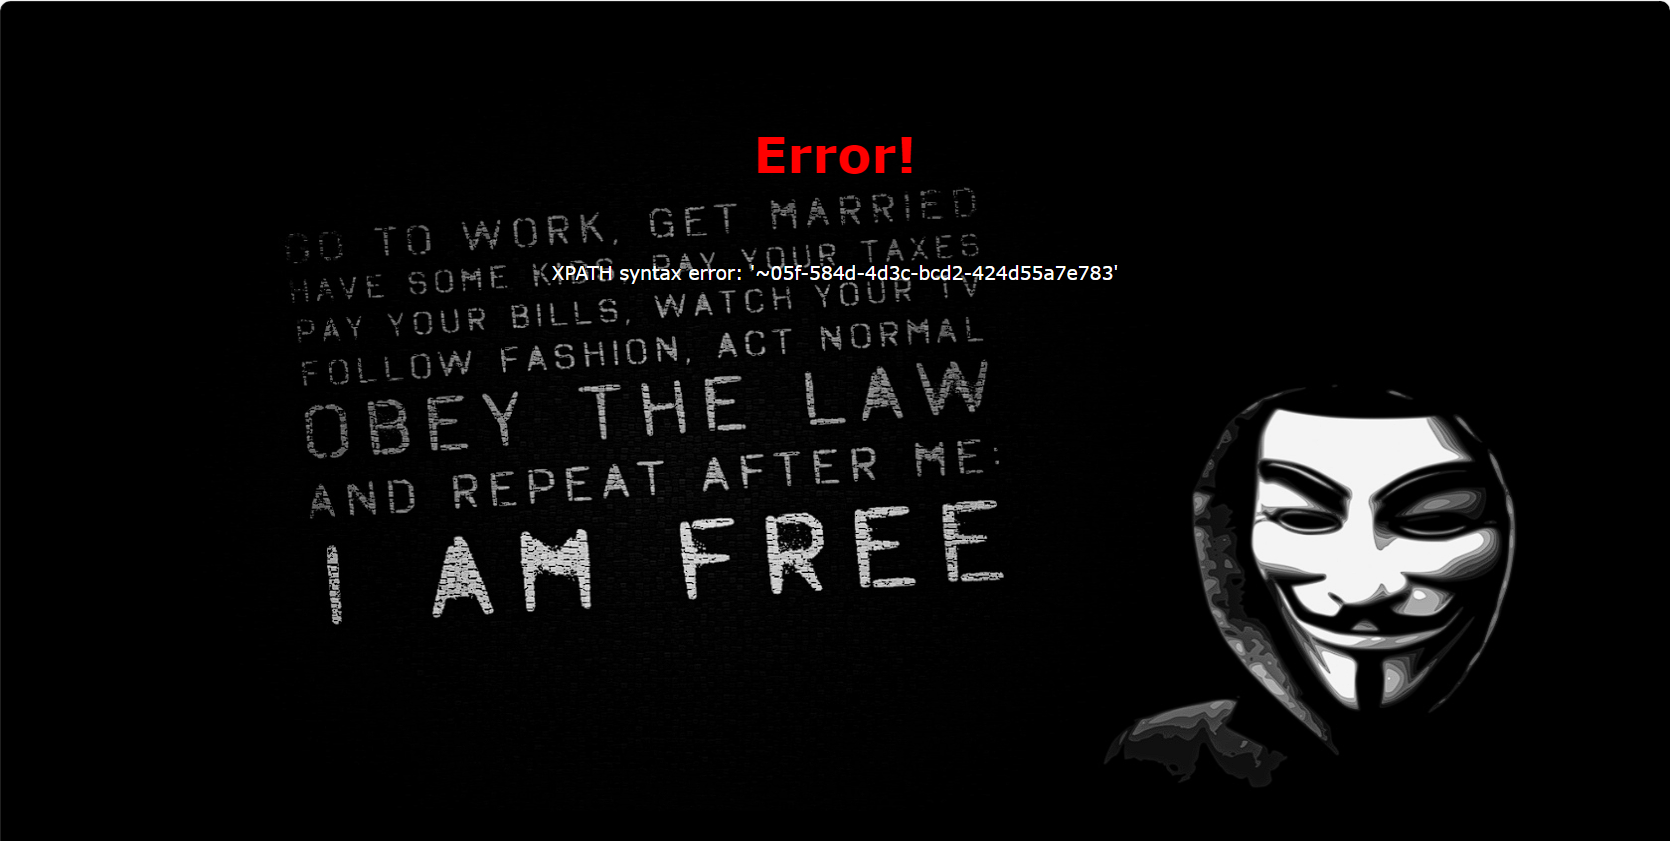 Error!
GO TO WORK, GET MARRIED
HAVE SOME KIDS, PAY YOUR TAXES
XPATH syntax error: '~05f-584d-4d3c-bcd2-424d55a7e783'
PAY YOUR BILLS, WATCH YOUR TV
FOLLOW FASHION, ACT NORMAL
OBEY THE LAW
AND REPEAT AFTER ME:
I AM FREE